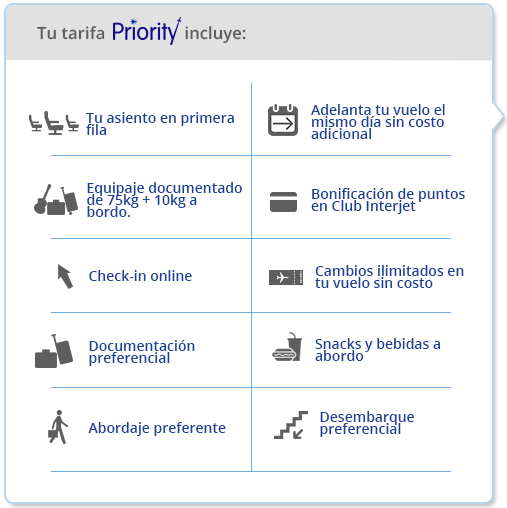 Tu tarifa Priority incluye:
Tu asiento en primera
fila
Adelanta tu vuelo el
mismo día sin costo
adicional
Equipaje documentado
de 75kg + 10kg a
bordo.
Bonificación de puntos
en Club Interjet
Check-in online
Cambios ilimitados en
tu vuelo sin costo
Documentación
preferencial
Snacks y bebidas a
abordo
Abordaje preferente
Desembarque
preferencial